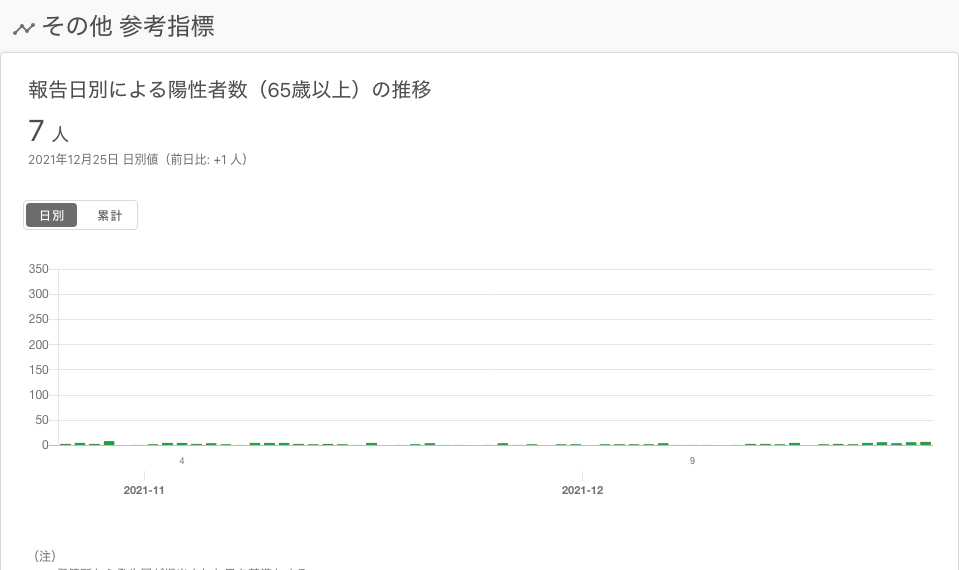 その他 参考指標
報告日別による陽性者数（65歳以上）の推移
7 人
2021年12月25日 日別値（前日比: +1 人）
日別 累計
350
300
250
200
150
100
50
0
4 9
2021-11 2021-12
（注）